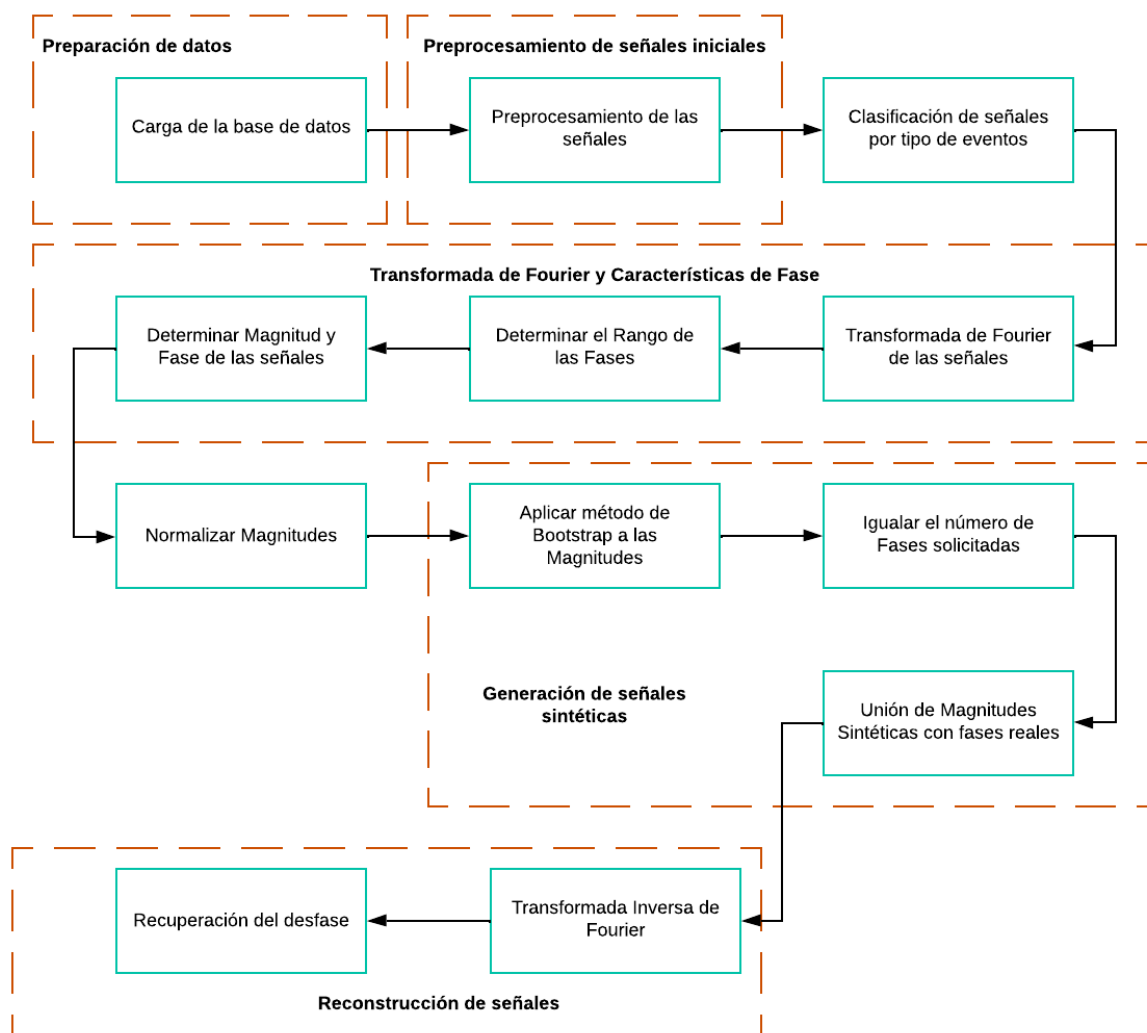 Preparación de datos
Carga de la base de datos
Preprocesamiento de señales iniciales
Preprocesamiento de las
señales
Clasificación de señales
por tipo de eventos
Transformada de Fourier y Características de Fase
Transformada de Fourier
de las señales
Determinar el Rango de
las Fases
Determinar Magnitud y
Fase de las señales
Normalizar Magnitudes
Aplicar método de
Bootstrap a las
Magnitudes
Igualar el número de
Fases solicitadas
Generación de señales
sintéticas
Unión de Magnitudes
Sintéticas con fases reales
Transformada Inversa de
Fourier
Recuperación del desfase
Reconstrucción de señales